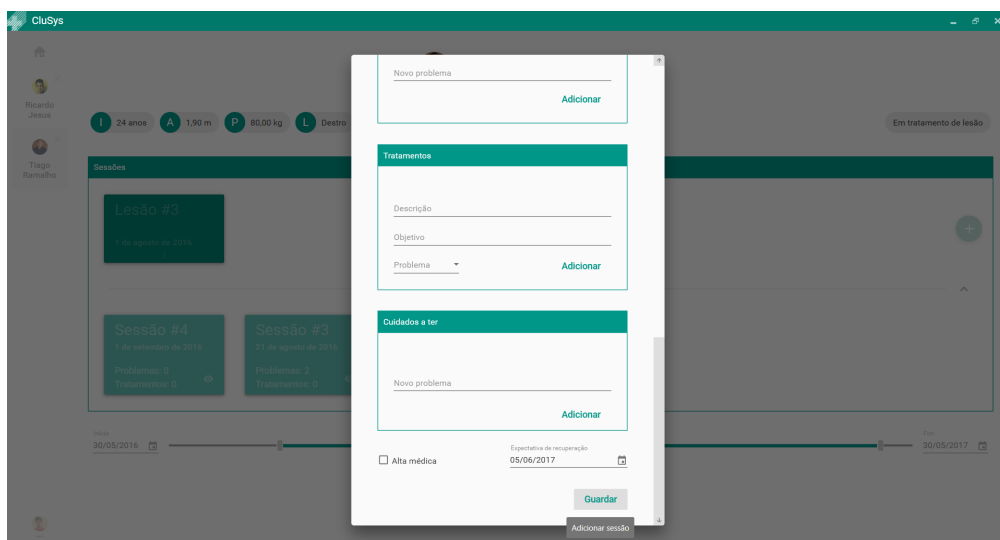 CluSys
Ricardo
Jesus
I 24 anos A 1,90 m P 80,00 kg L Destro
Em tratamento de lesão
Tiago
Ramalho
Sessões
Lesão #3
1 de agosto de 2016
Sessão #4
1 de setembro de 2016
Problemas: 0
Tratamentos: 0
Sessão #3
21 de agosto de 2016
Problemas: 2
Tratamentos: 0
Início
30/05/2016
Fim
30/05/2017
Novo problema
Adicionar
Tratamentos
Descrição
Objetivo
Problema
Adicionar
Cuidados a ter
Novo problema
Adicionar
Alta médica
Expectativa de recuperação
05/06/2017
Guardar
Adicionar sessão